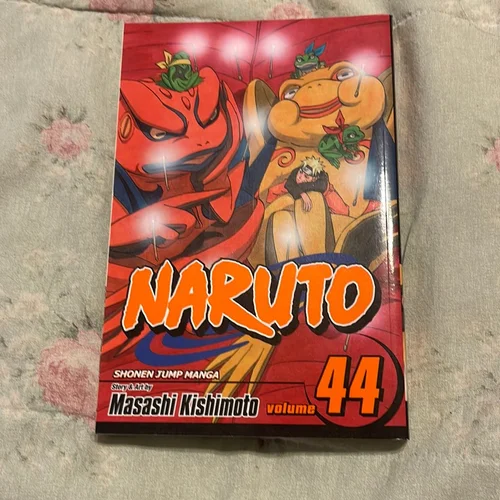 NARUTO
SHONEN JUMP MANGA
Story & Art by
Masashi Kishimoto
volume 44